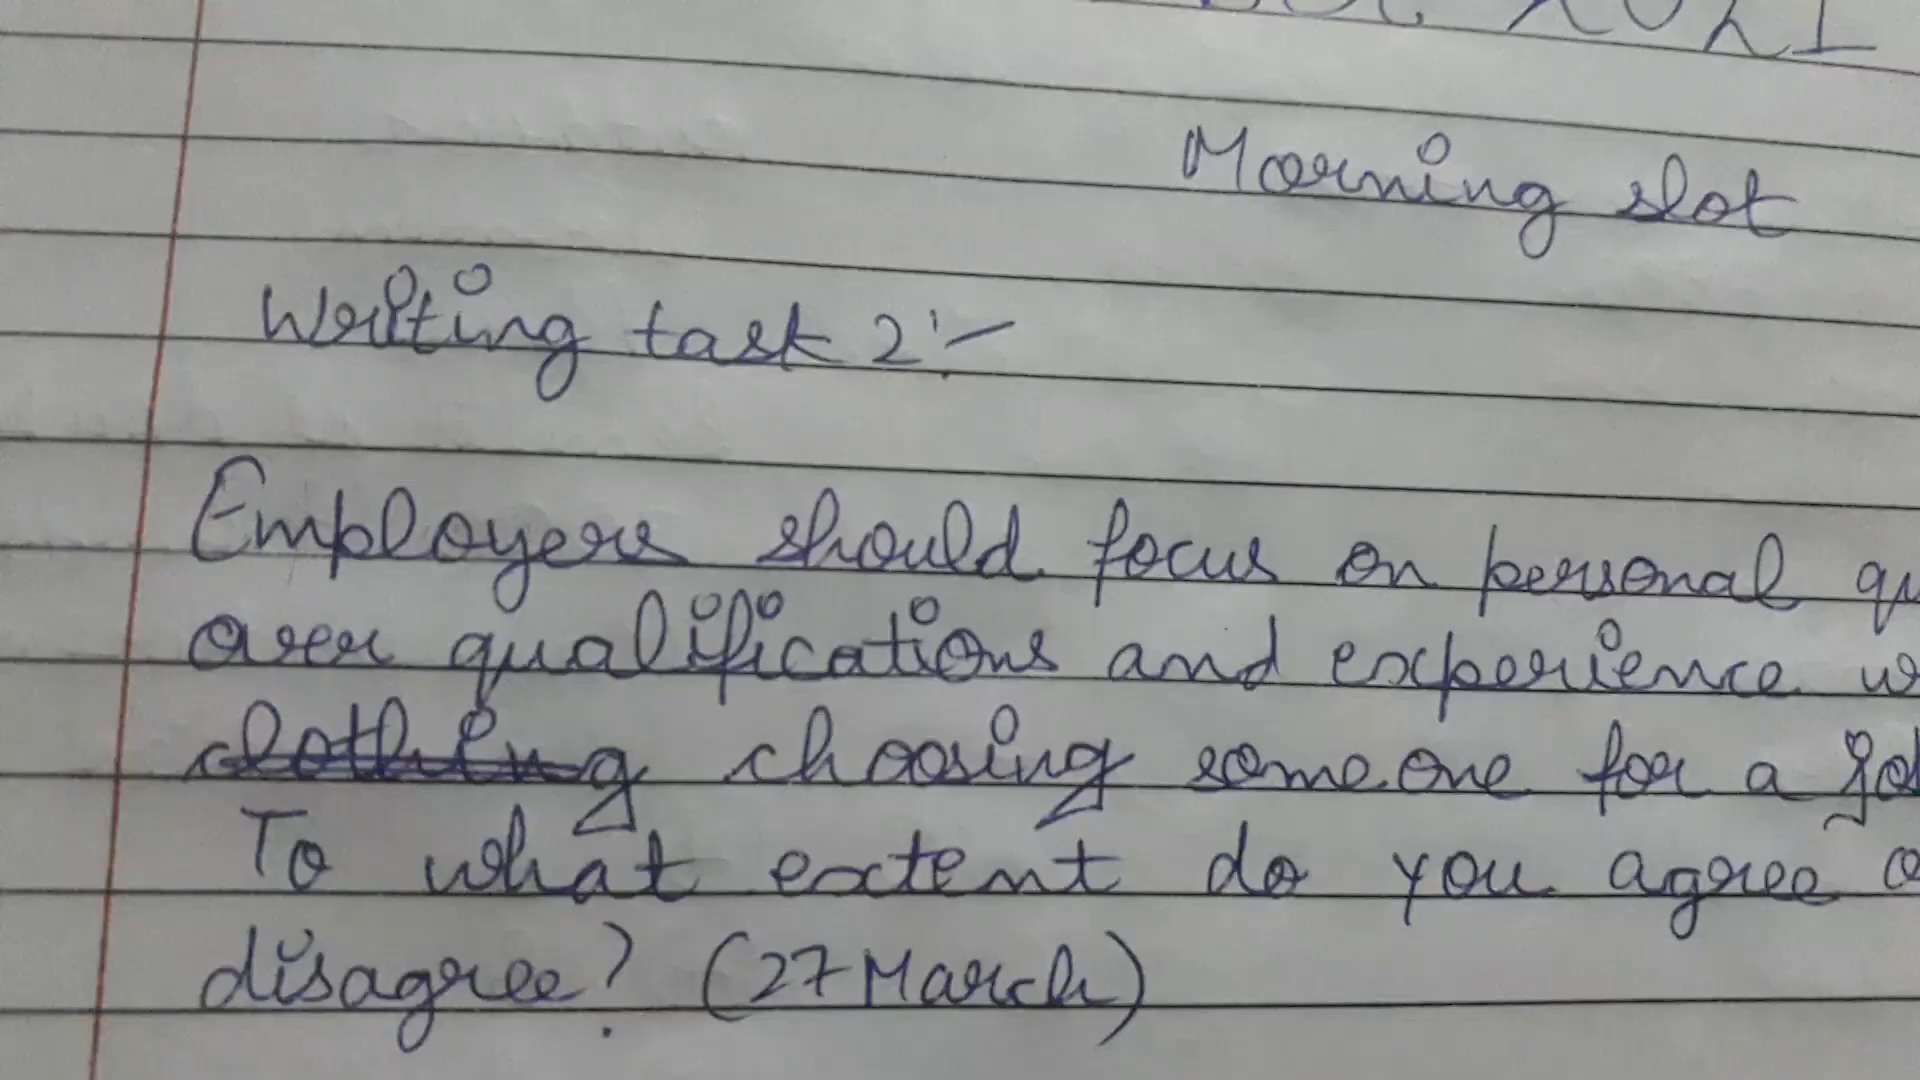 2021
Morning slot
Writing task 2:-
Employers should focus on personal
over qualifications and experience
choosing someone for a
To what extent do you agree
disagree? (27 March)